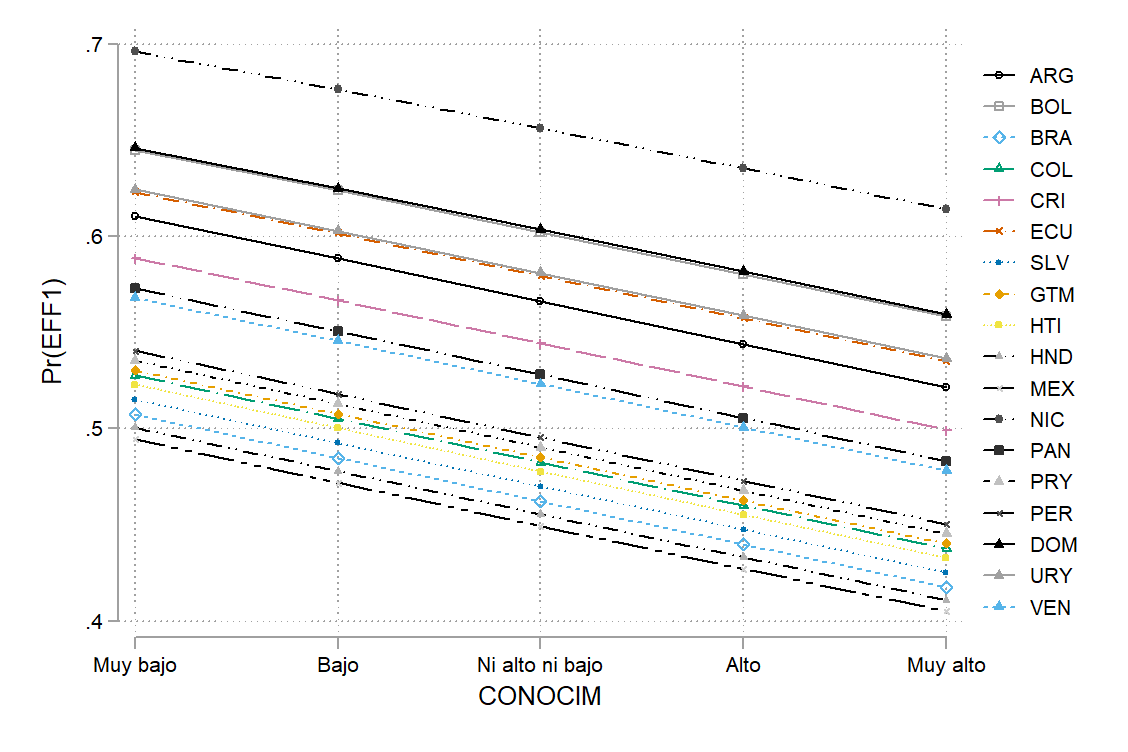 .7
.6
.5
.4
Pr(EFF1)
Muy bajo
Bajo
Ni alto ni bajo
Alto
Muy alto
CONOCIM
ARG
BOL
BRA
COL
CRI
ECU
SLV
GTM
HTI
HND
MEX
NIC
PAN
PRY
PER
DOM
URY
VEN